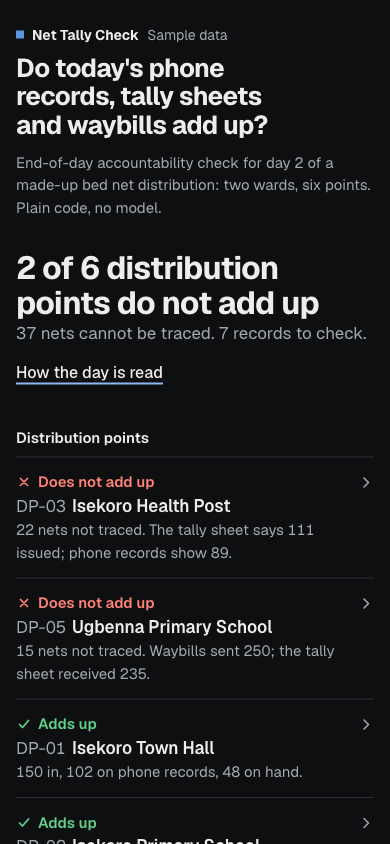 Net Tally Check Sample data
Do today's phone
records, tally sheets
and waybills add up?
End-of-day accountability check for day 2 of a
made-up bed net distribution: two wards, six points.
Plain code, no model.
2 of 6 distribution
points do not add up
37 nets cannot be traced. 7 records to check.
How the day is read
Distribution points
Does not add up
DP-03 Isekoro Health Post
22 nets not traced. The tally sheet says 111
issued; phone records show 89.
Does not add up
DP-05 Ugbenna Primary School
15 nets not traced. Waybills sent 250; the tally
sheet received 235.
Adds up
DP-01 Isekoro Town Hall
150 in, 102 on phone records, 48 on hand.
Adds up
DP-02 Isekoro Primary School